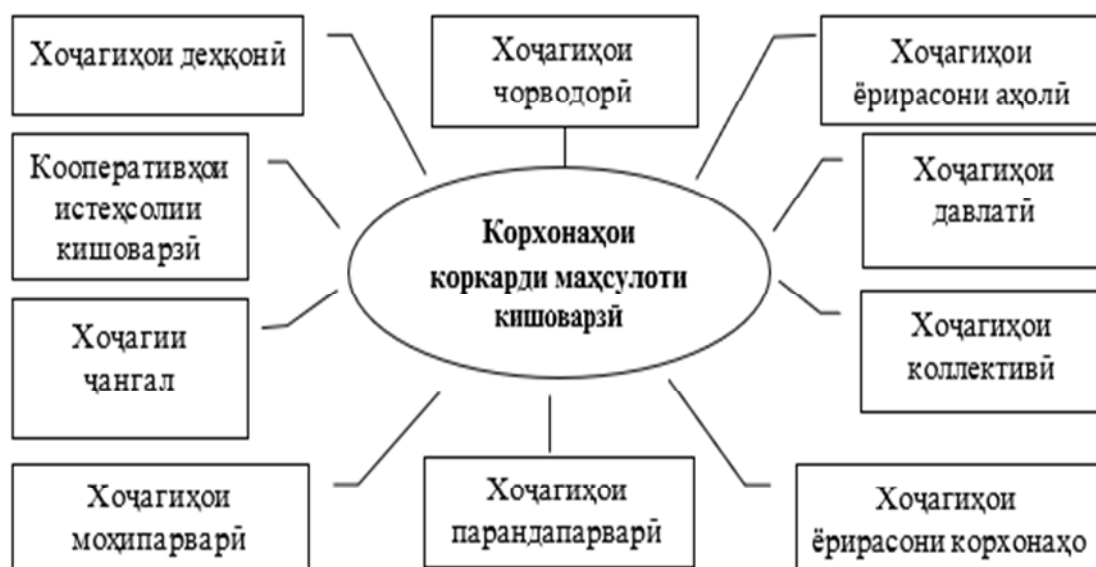 Хоҷагиҳои деҳқонӣ
Хоҷагиҳои
чорводорӣ
Хоҷагиҳои
ёрирасони аҳолӣ
Кооперативҳои
истеҳсолии
кишоварзӣ
Хоҷагиҳои
давлатӣ
Корхонаҳои
коркарди маҳсулоти
кишоварзӣ
Хоҷагии
ҷангал
Хоҷагиҳои
коллективӣ
Хоҷагиҳои
моҳипарварӣ
Хоҷагиҳои
парандапарварӣ
Хоҷагиҳои
ёрирасони корхонаҳо